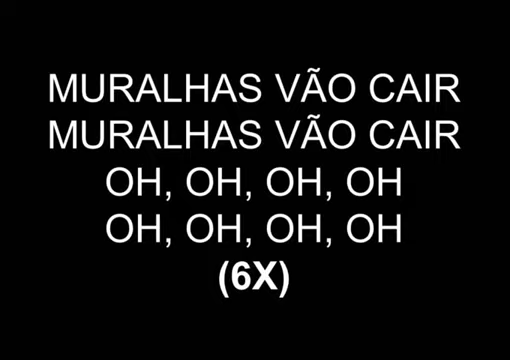 MURALHAS VÃO CAIR
MURALHAS VÃO CAIR
OH, OH, OH, OH
OH, OH, OH, OH
(6X)